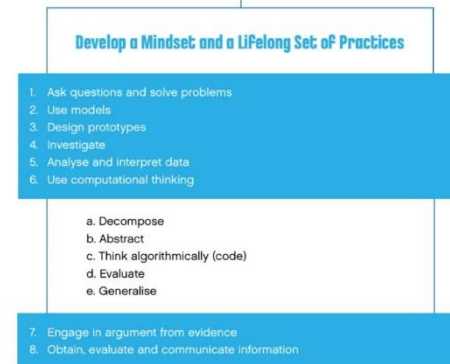 Develop a Mindset and a Lifelong Set of Practices
1. Ask questions and solve problems
2. Use models
3. Design prototypes
4. Investigate
5. Analyse and interpret data
6. Use computational thinking
a. Decompose
b. Abstract
c. Think algorithmically (code)
d. Evaluate
e. Generalise
7. Engage in argument from evidence
8. Obtain, evaluate and communicate information